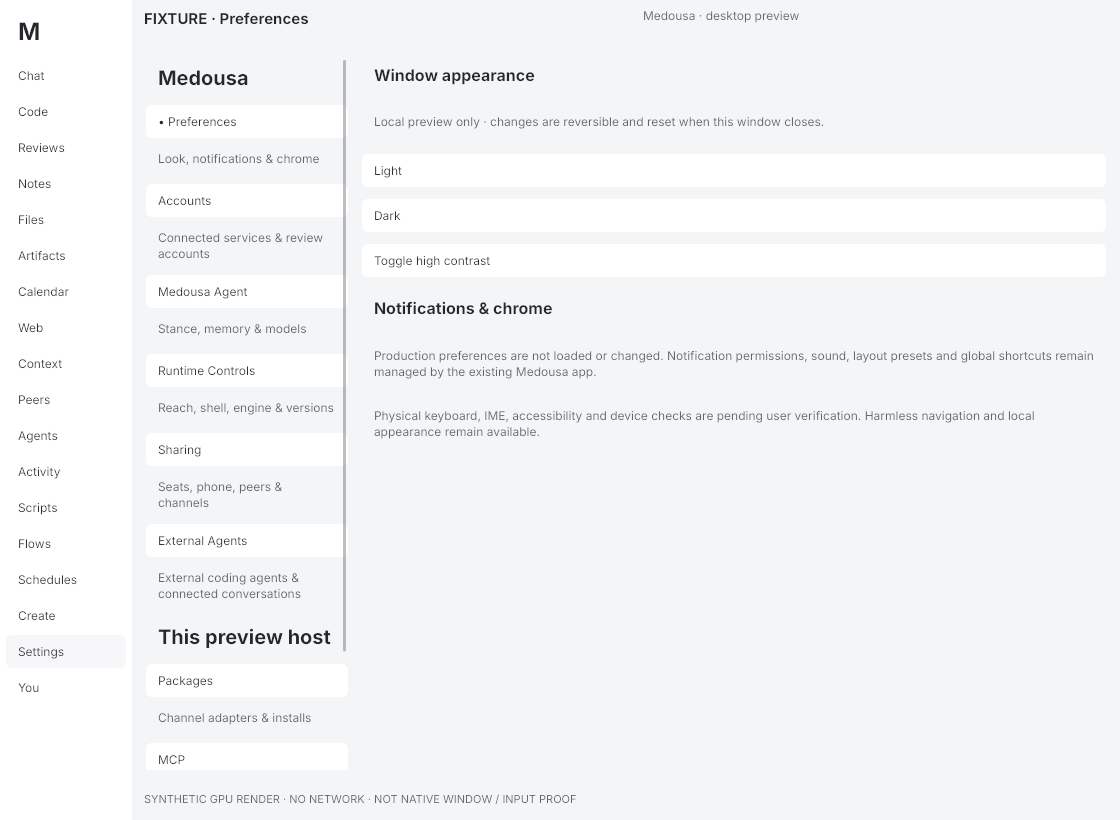 M
Chat
Code
Reviews
Notes
Files
Artifacts
Calendar
Web
Context
Peers
Agents
Activity
Scripts
Flows
Schedules
Create
Settings
You
FIXTURE · Preferences
Medousa · desktop preview
Medousa
• Preferences
Look, notifications & chrome
Accounts
Connected services & review
accounts
Medousa Agent
Stance, memory & models
Runtime Controls
Reach, shell, engine & versions
Sharing
Seats, phone, peers &
channels
External Agents
External coding agents &
connected conversations
This preview host
Packages
Channel adapters & installs
MCP
Window appearance
Local preview only · changes are reversible and reset when this window closes.
Light
Dark
Toggle high contrast
Notifications & chrome
Production preferences are not loaded or changed. Notification permissions, sound, layout presets and global shortcuts remain
managed by the existing Medousa app.
Physical keyboard, IME, accessibility and device checks are pending user verification. Harmless navigation and local
appearance remain available.
SYNTHETIC GPU RENDER · NO NETWORK · NOT NATIVE WINDOW / INPUT PROOF